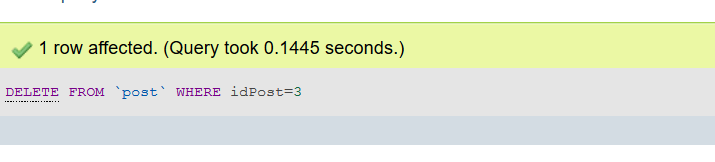 1 row affected. (Query took 0.1445 seconds.)
DELETE FROM `post` WHERE idPost=3